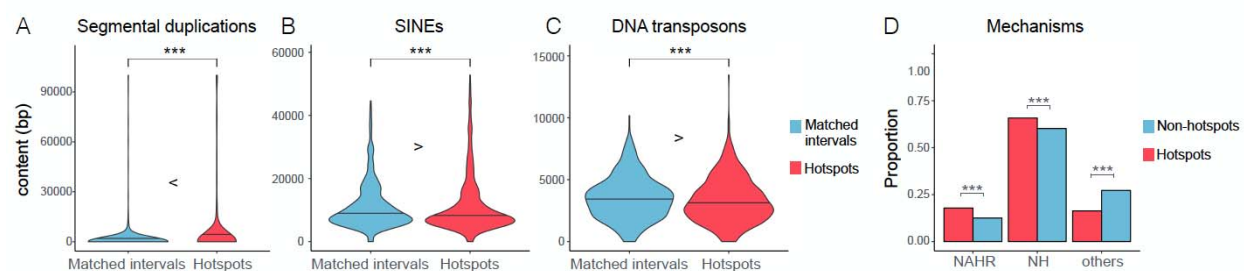 A Segmental duplications
***
content (bp)
90000
60000
30000
0
<
Matched intervals Hotspots
B SINEs
***
60000
40000
20000
0
>
Matched intervals Hotspots
C DNA transposons
***
15000
10000
5000
0
>
Matched intervals Hotspots
Matched
intervals
Hotspots
D Mechanisms
Proportion
1.00
0.75
0.50
0.25
0.00
***
***
***
NAHR NH others
Non-hotspots
Hotspots